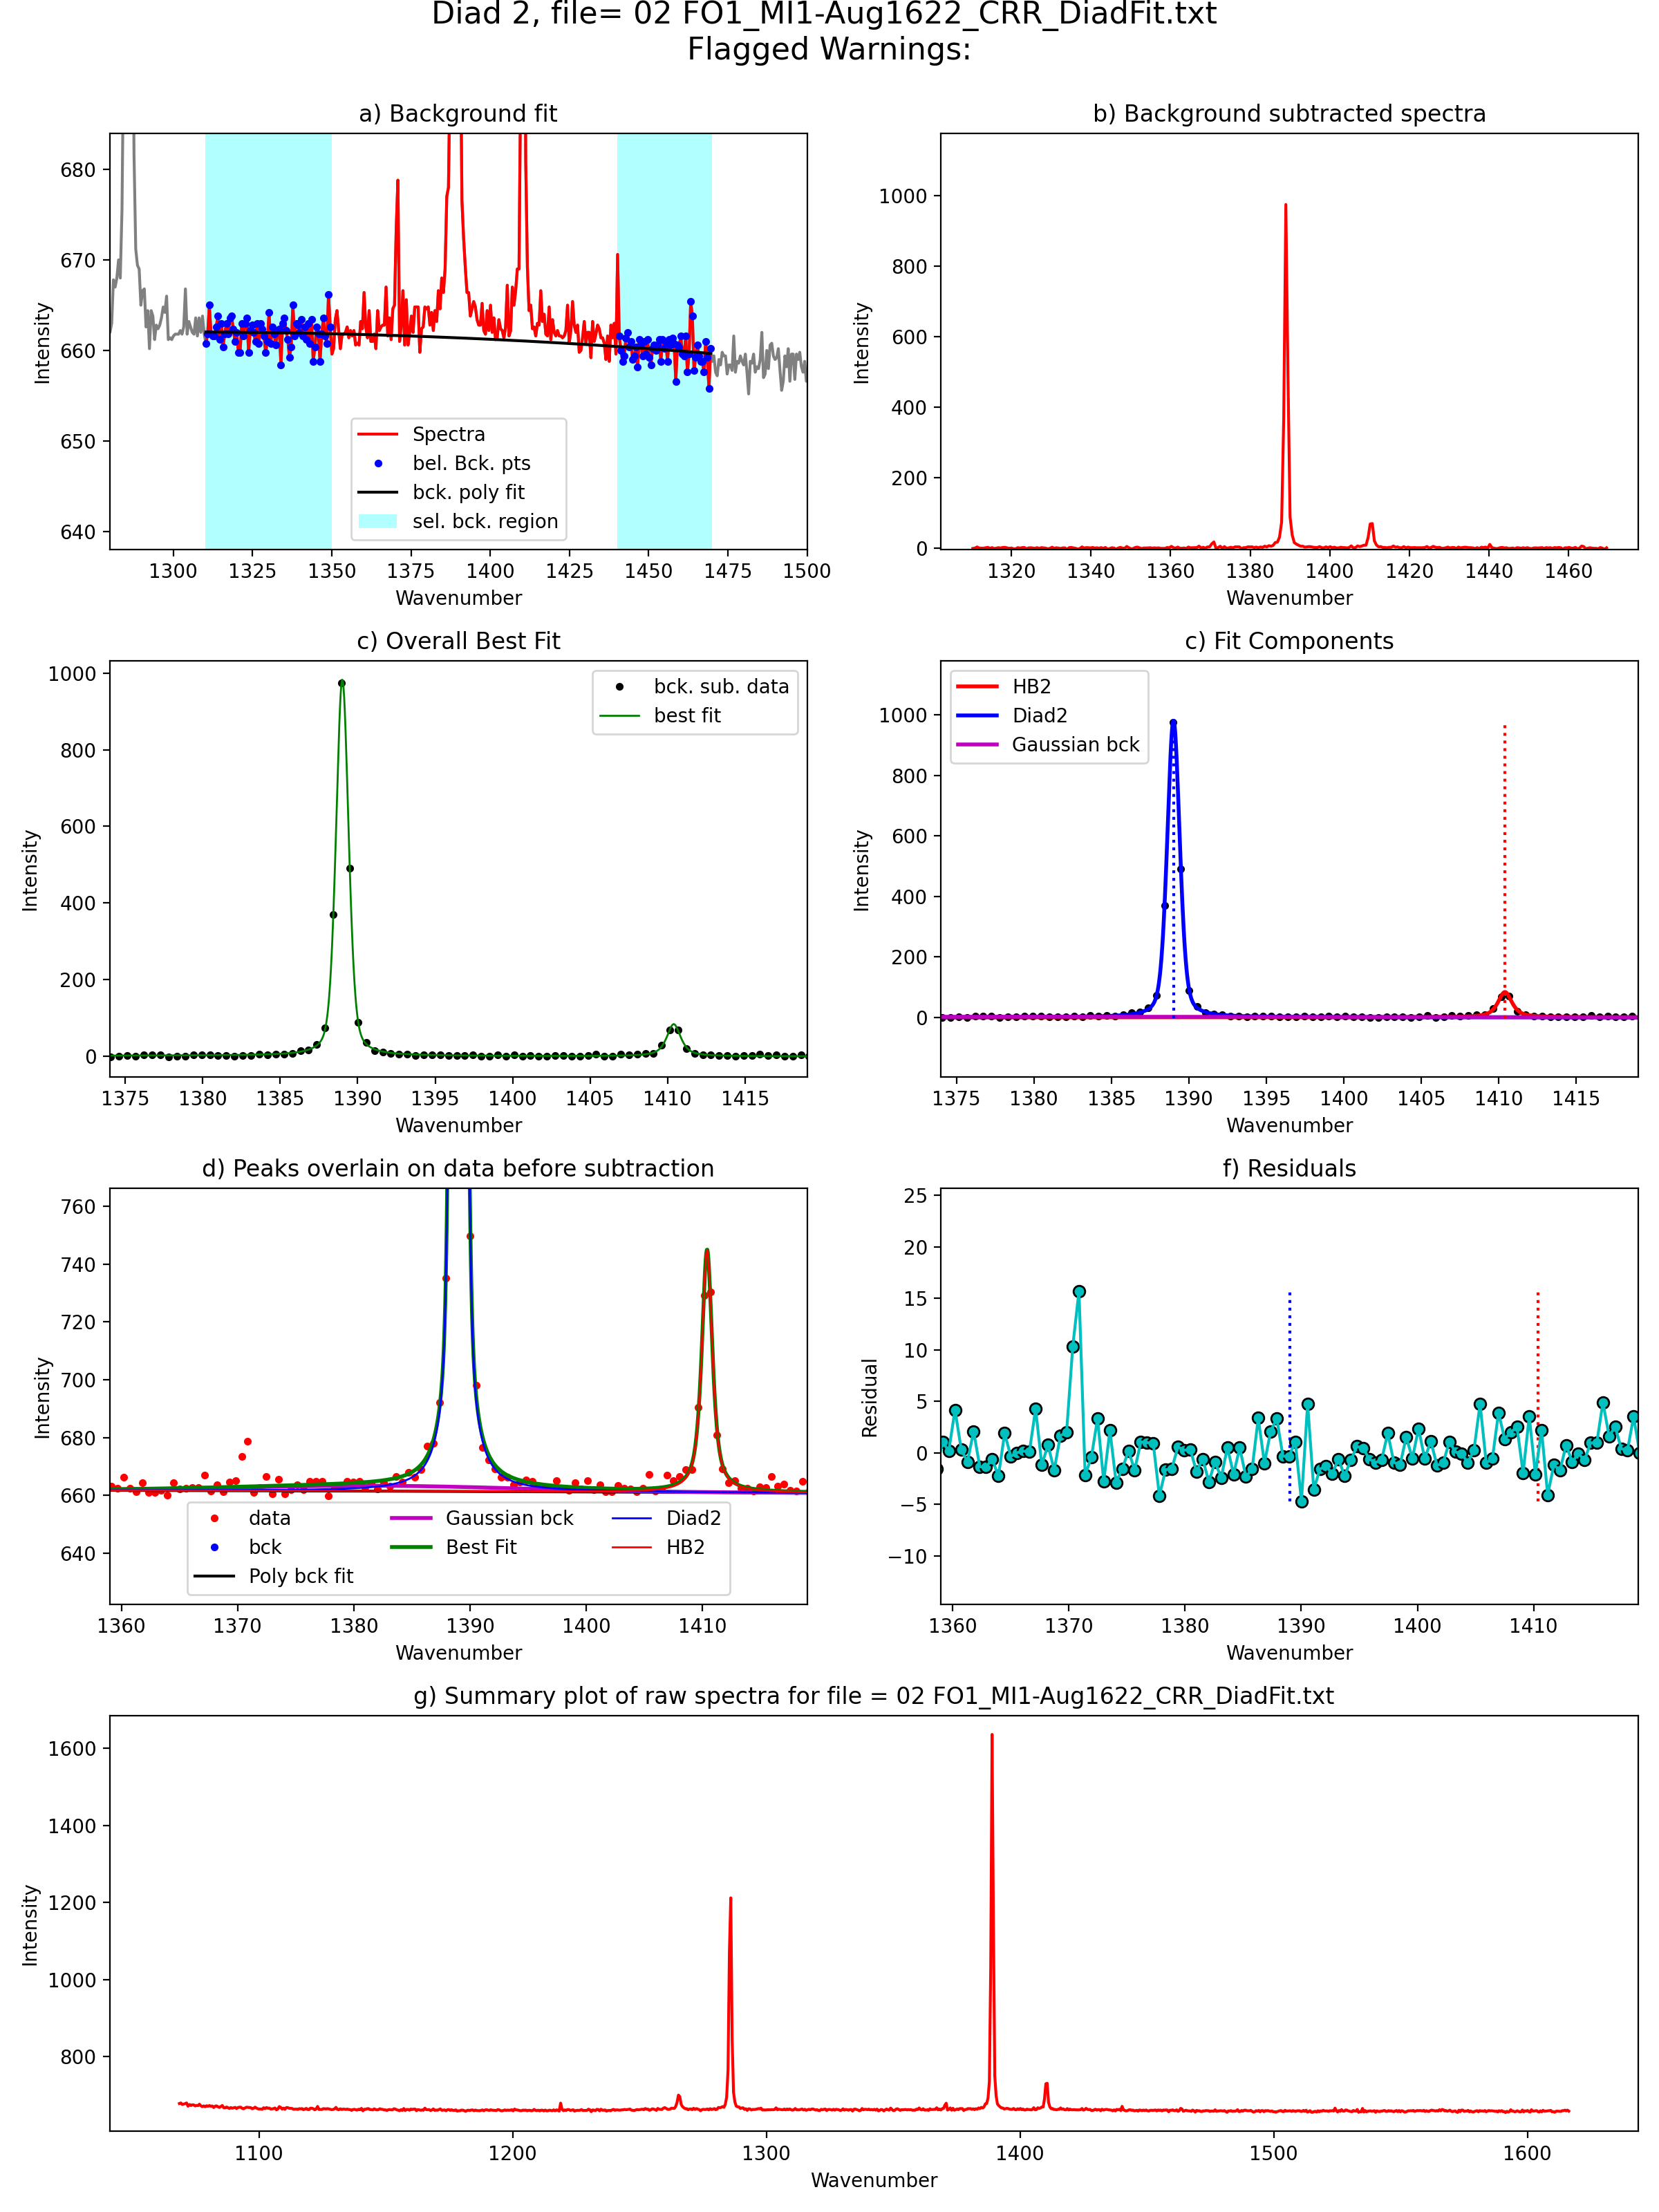 Diad 2, file= 02 FO1_MI1-Aug1622_CRR_DiadFit.txt
Flagged Warnings:
a) Background fit
680
670
660
650
640
Intensity
Spectra
bel. Bck. pts
bck. poly fit
sel. bck. region
1300 1325 1350 1375 1400 1425 1450 1475 1500
Wavenumber
b) Background subtracted spectra
1000
800
600
400
200
0
Intensity
1320 1340 1360 1380 1400 1420 1440 1460
Wavenumber
c) Overall Best Fit
1000
800
600
400
200
0
Intensity
bck. sub. data
best fit
1375 1380 1385 1390 1395 1400 1405 1410 1415
Wavenumber
c) Fit Components
1000
800
600
400
200
0
Intensity
HB2
Diad2
Gaussian bck
1375 1380 1385 1390 1395 1400 1405 1410 1415
Wavenumber
d) Peaks overlain on data before subtraction
760
740
720
700
680
660
640
Intensity
data
bck
Poly bck fit
Gaussian bck
Best Fit
Diad2
HB2
1360 1370 1380 1390 1400 1410
Wavenumber
f) Residuals
25
20
15
10
5
0
−5
−10
Residual
1360 1370 1380 1390 1400 1410
Wavenumber
g) Summary plot of raw spectra for file = 02 FO1_MI1-Aug1622_CRR_DiadFit.txt
1600
1400
1200
1000
800
Intensity
1100 1200 1300 1400 1500 1600
Wavenumber